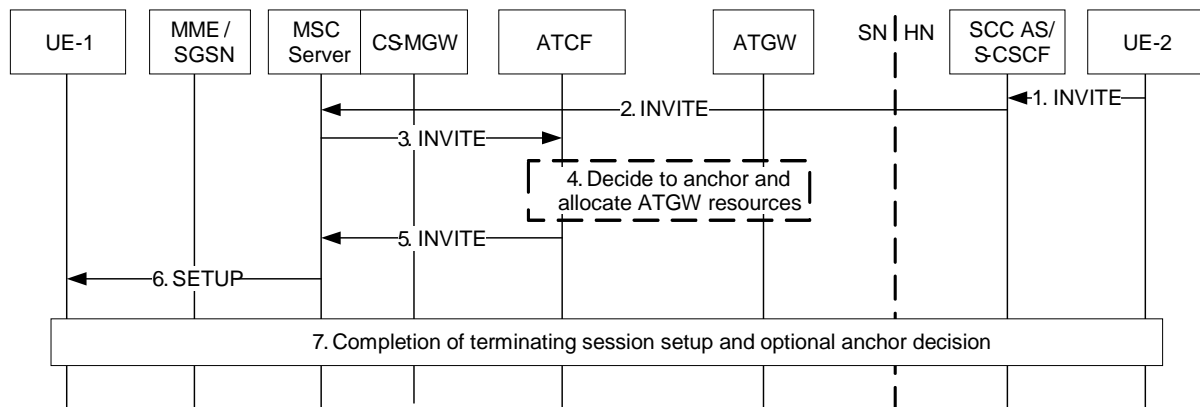 UE-1
MME /
SGSN
MSC
Server
CS-MGW
ATCF
ATGW
SN
HN
SCC AS/
S-CSCF
UE-2
1. INVITE
2. INVITE
3. INVITE
4. Decide to anchor and
allocate ATGW resources
5. INVITE
6. SETUP
7. Completion of terminating session setup and optional anchor decision